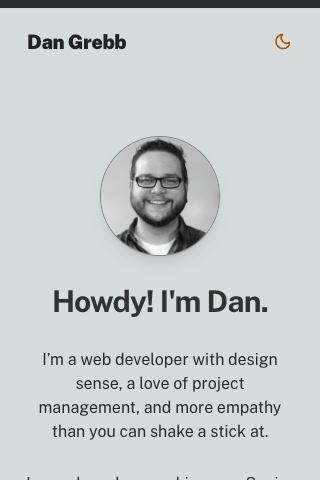 Dan Grebb
Howdy! I'm Dan.
I’m a web developer with design
sense, a love of project
management, and more empathy
than you can shake a stick at.